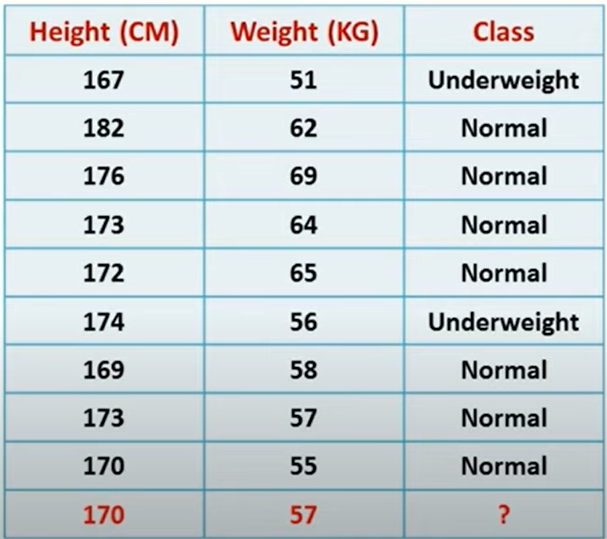 Height (CM) Weight (KG) Class
167 51 Underweight
182 62 Normal
176 69 Normal
173 64 Normal
172 65 Normal
174 56 Underweight
169 58 Normal
173 57 Normal
170 55 Normal
170 57 ?